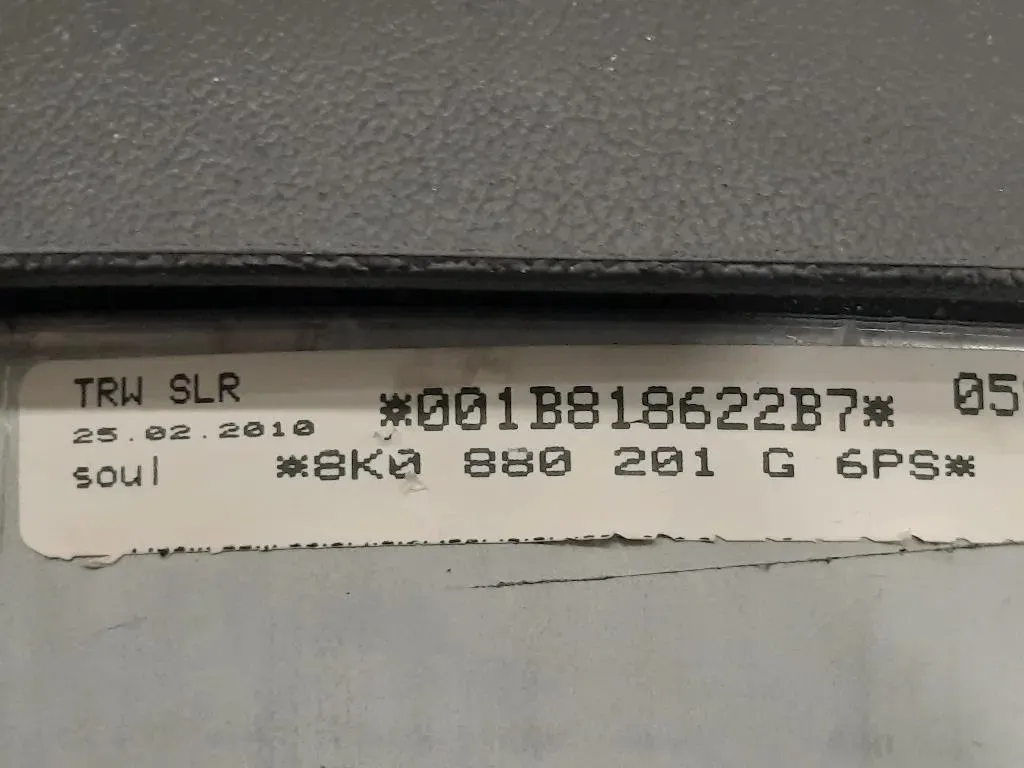 TRW SLR
*001B818622B7*
05
25.02.2010
soul
*8K0 880 201 G 6PS*